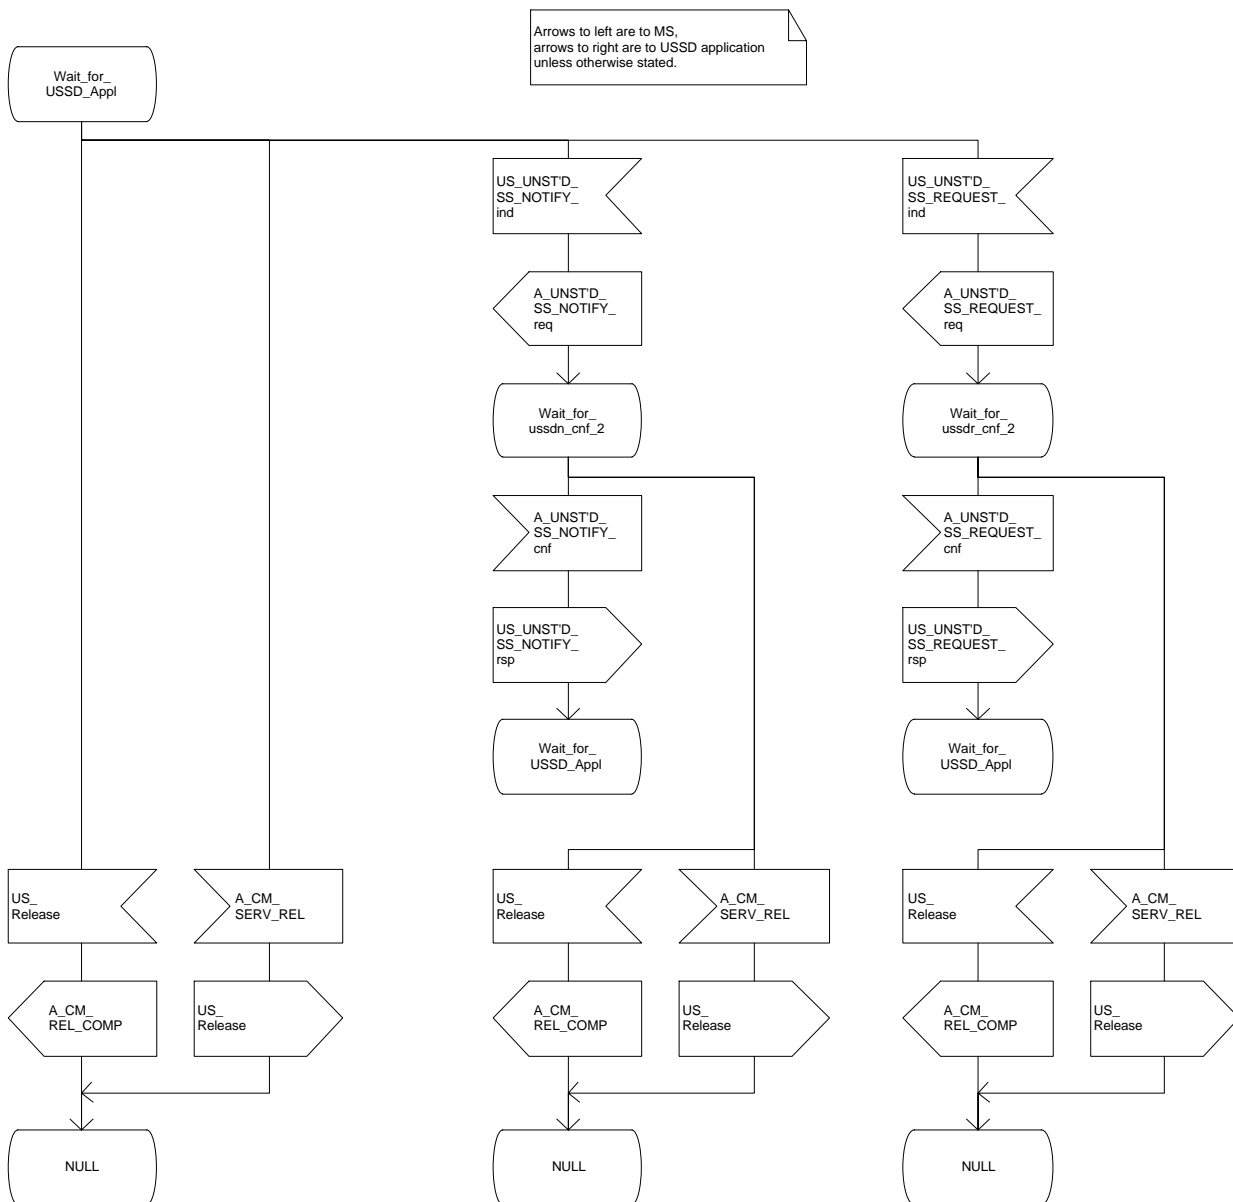 Arrows to left are to MS,
arrows to right are to USSD application
unless otherwise stated.
Wait_for_
USSD_Appl
US_UNST'D_
SS_NOTIFY_
ind
US_UNST'D_
SS_REQUEST_
ind
A_UNST'D_
SS_NOTIFY_
req
A_UNST'D_
SS_REQUEST_
req
Wait_for_
ussdn_cnf_2
Wait_for_
ussdr_cnf_2
A_UNST'D_
SS_NOTIFY_
cnf
A_UNST'D_
SS_REQUEST_
cnf
US_UNST'D_
SS_NOTIFY_
rsp
US_UNST'D_
SS_REQUEST_
rsp
Wait_for_
USSD_Appl
Wait_for_
USSD_Appl
US_
Release
A_CM_
SERV_REL
US_
Release
A_CM_
SERV_REL
US_
Release
A_CM_
SERV_REL
A_CM_
REL_COMP
US_
Release
A_CM_
REL_COMP
US_
Release
A_CM_
REL_COMP
US_
Release
NULL
NULL
NULL